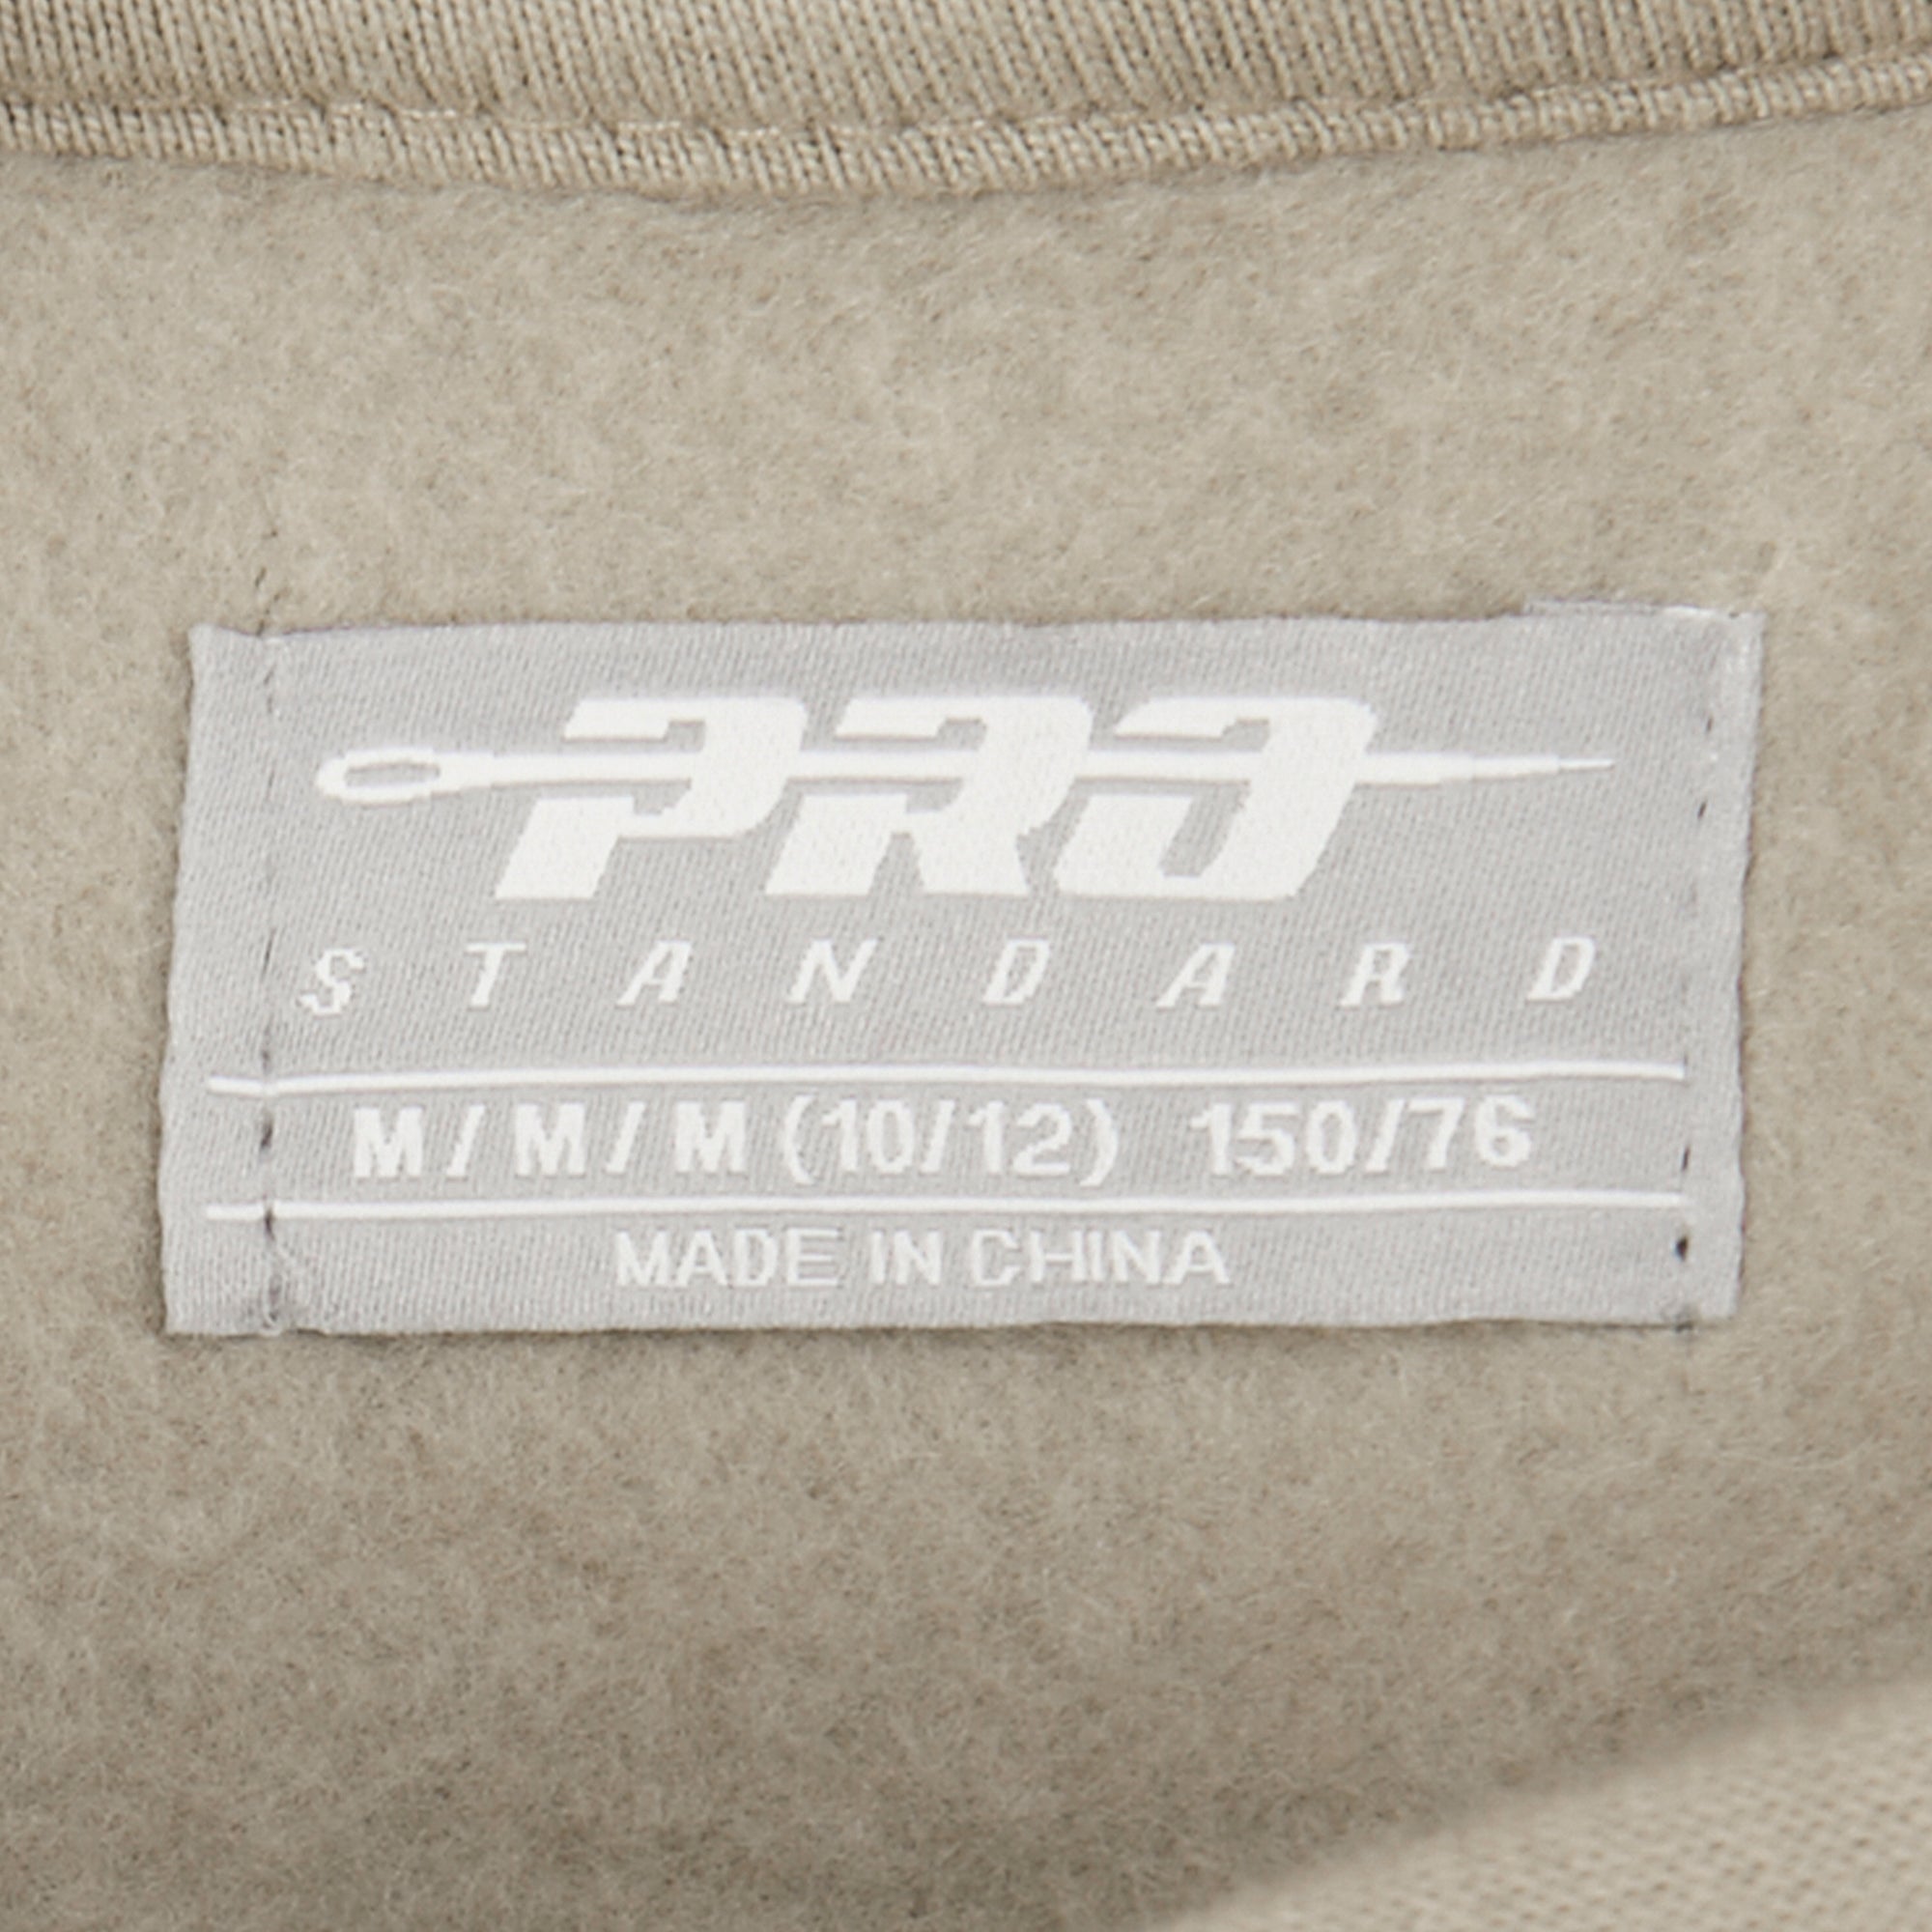 PRO
STANDARD
M/M/M (10/12) 150/76
MADE IN CHINA